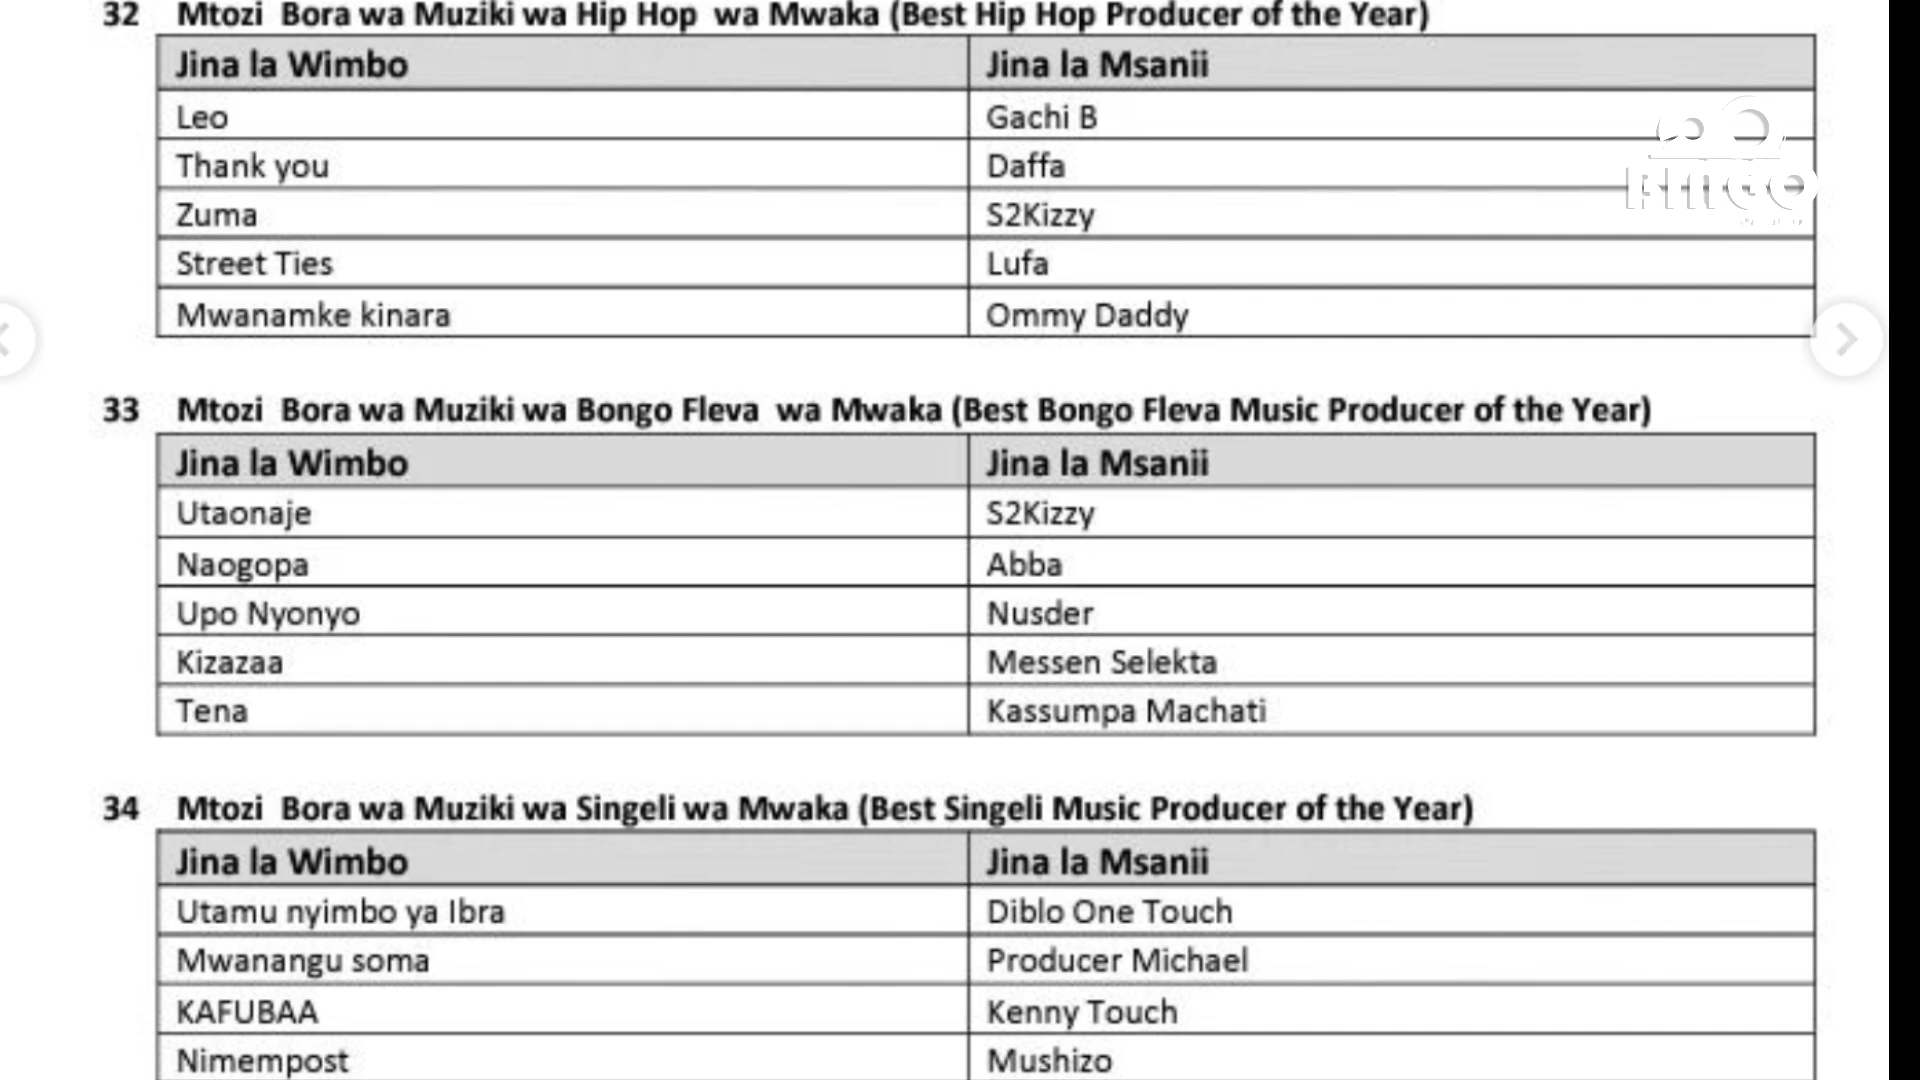 32 Mtozi Bora wa Muziki wa Hip Hop wa Mwaka (Best Hip Hop Producer of the Year)
Jina la Wimbo Jina la Msanii
Leo Gachi B
Thank you Daffa
Zuma S2Kizzy
Street Ties Lufa
Mwanamke kinara Ommy Daddy
33 Mtozi Bora wa Muziki wa Bongo Fleva wa Mwaka (Best Bongo Fleva Music Producer of the Year)
Jina la Wimbo Jina la Msanii
Utaonaje S2Kizzy
Naogopa Abba
Upo Nyonyo Nusder
Kizazaa Messen Selekta
Tena Kassumpa Machati
34 Mtozi Bora wa Muziki wa Singeli wa Mwaka (Best Singeli Music Producer of the Year)
Jina la Wimbo Jina la Msanii
Utamu nyimbo ya Ibra Diblo One Touch
Mwanangu soma Producer Michael
KAFUBAA Kenny Touch
Nimempost Mushizo